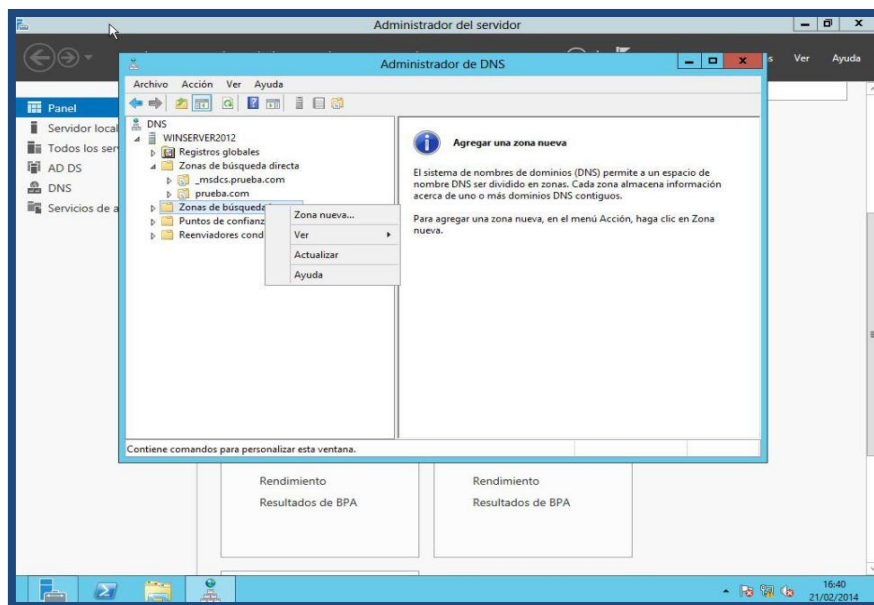 Administrador del servidor
Ver Ayuda
Administrador de DNS
Archivo Acción Ver Ayuda
Panel
Servidor local
Todos los ser
AD DS
DNS
Servicios de a
DNS
WINSERVER2012
Registros globales
Zonas de búsqueda directa
_msdcs.prueba.com
prueba.com
Zonas de búsqueda
Puntos de confianz
Reenviadores cond
Zona nueva...
Ver
Actualizar
Ayuda
Agregar una zona nueva
El sistema de nombres de dominios (DNS) permite a un espacio de
nombre DNS ser dividido en zonas. Cada zona almacena información
acerca de uno o más dominios DNS contiguos.
Para agregar una zona nueva, en el menú Acción, haga clic en Zona
nueva.
Contiene comandos para personalizar esta ventana.
Rendimiento
Resultados de BPA
Rendimiento
Resultados de BPA
16:40
21/02/2014